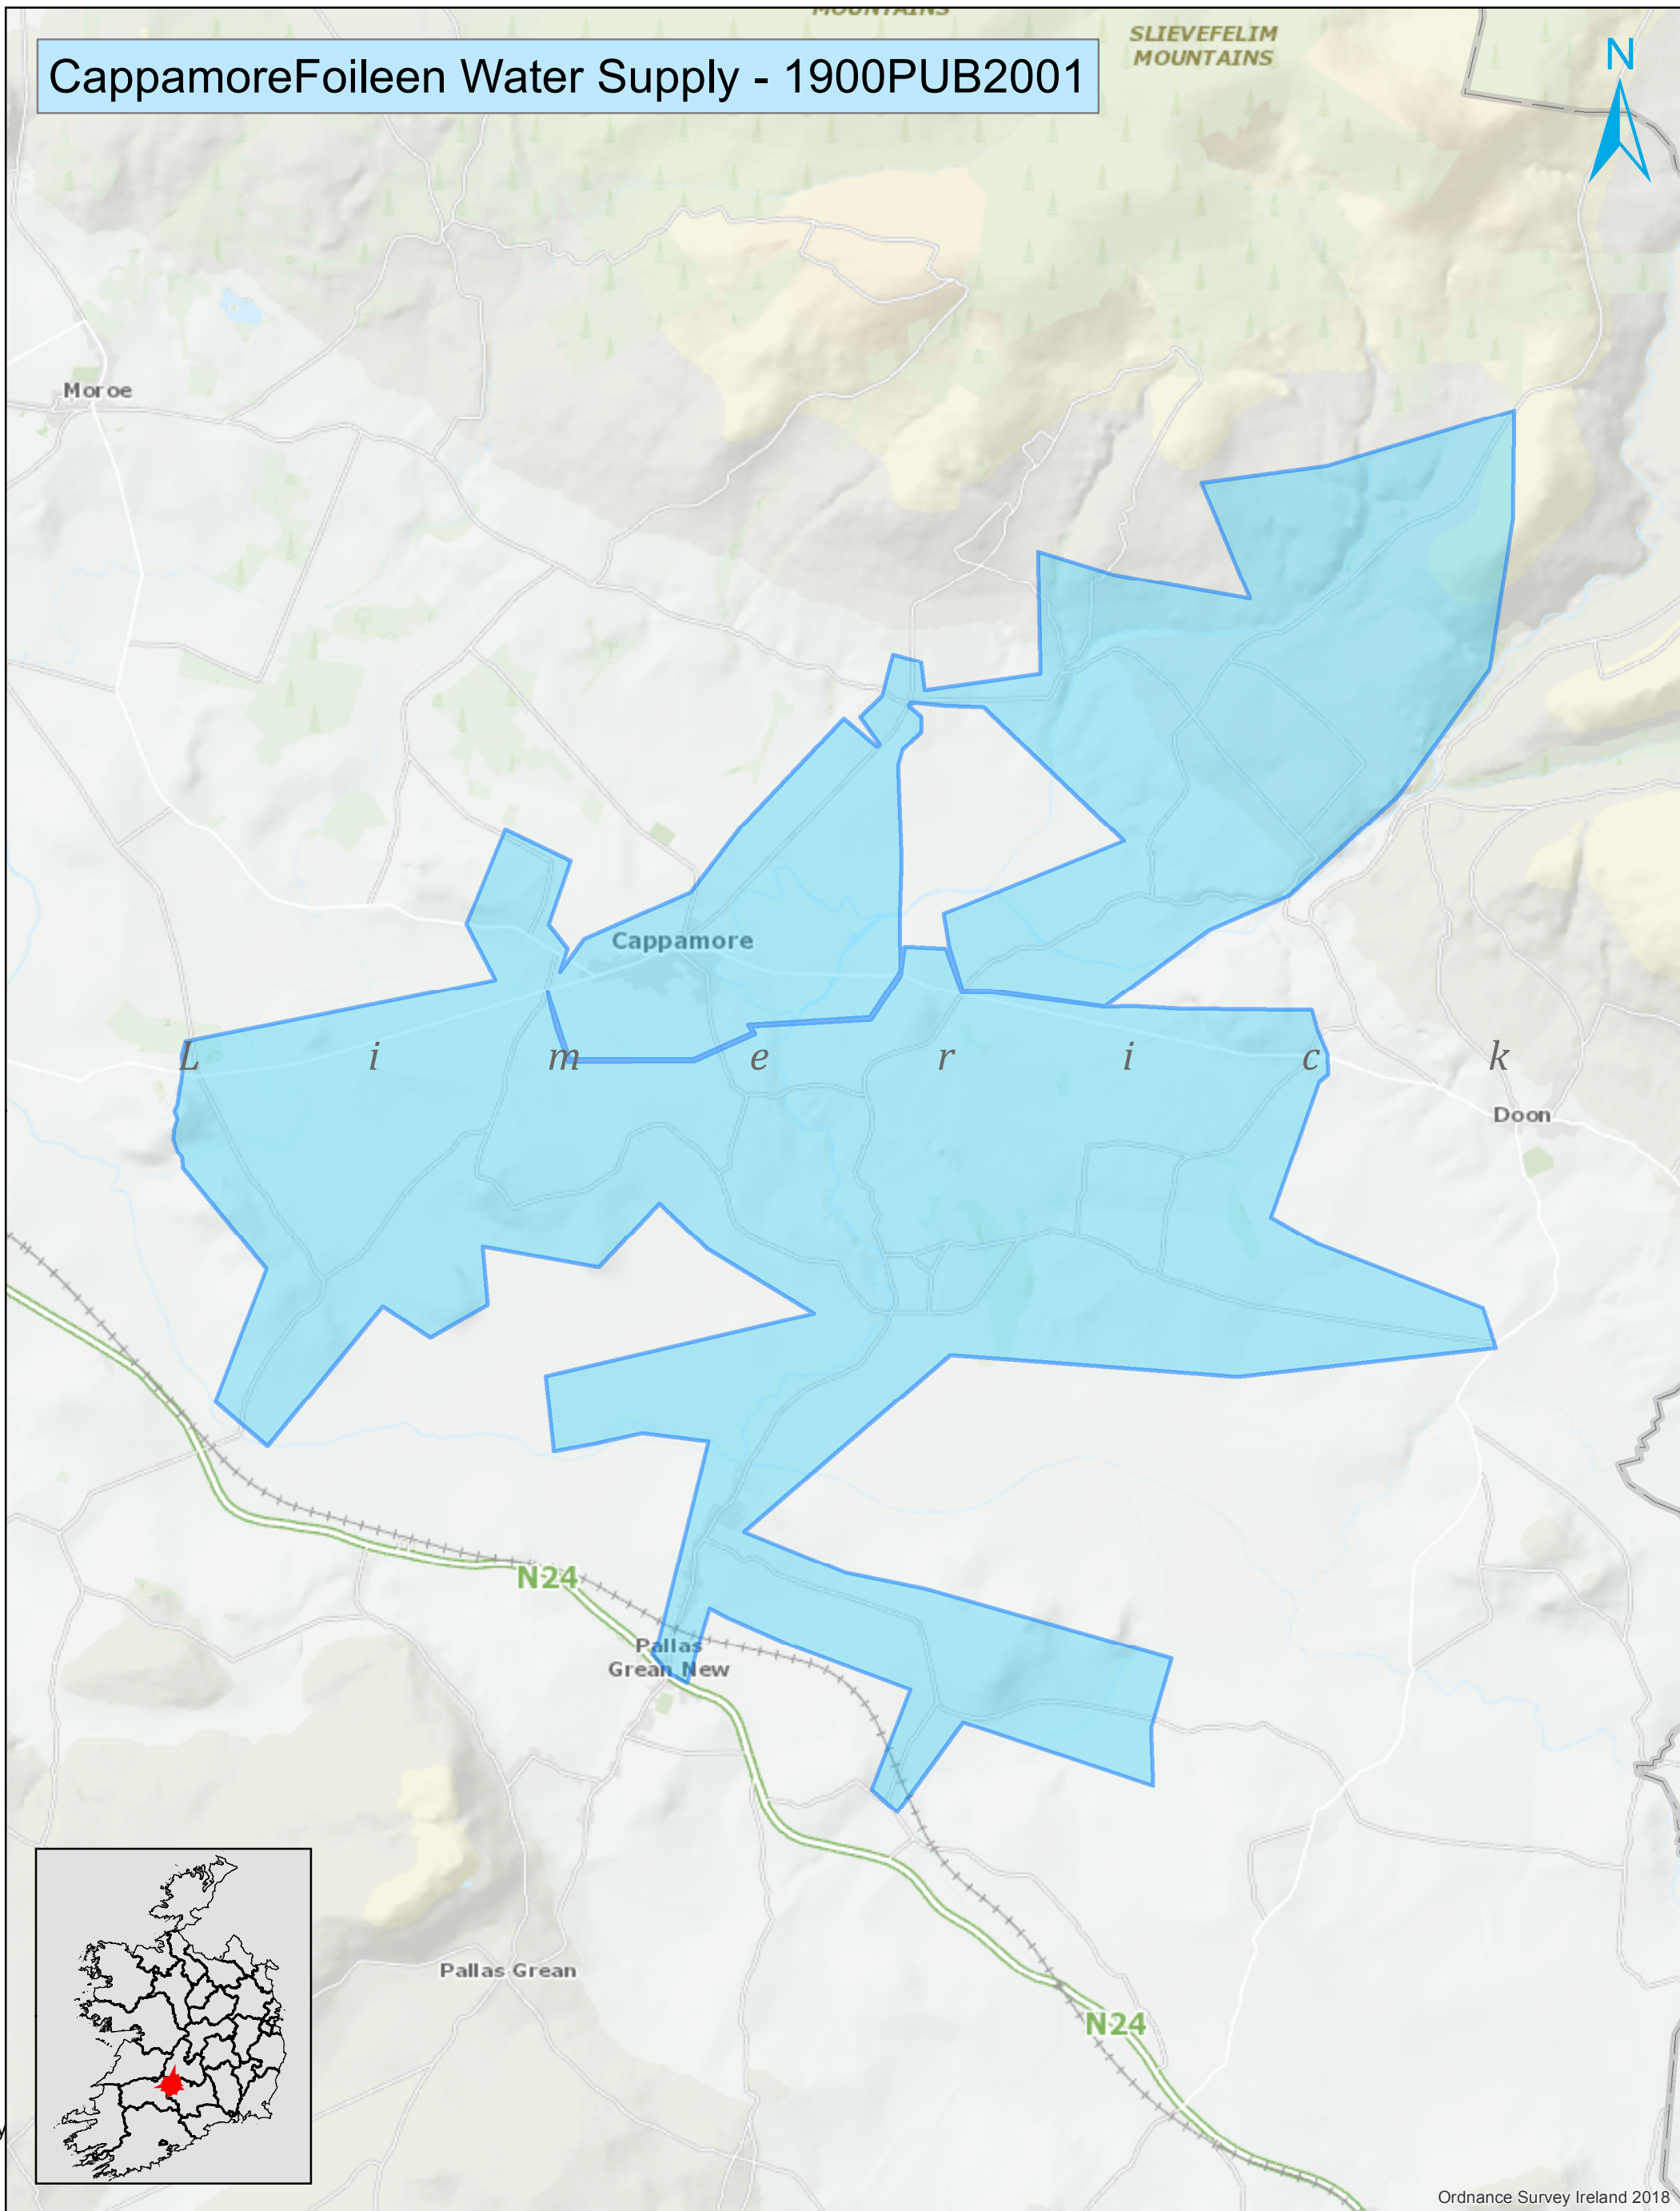 SLIEVEFELIM
MOUNTAINS
CappamoreFoileen Water Supply - 1900PUB2001
N
MOUNTAINS
Moroe
Cappamore
L i m e r i c k
Doon
N24
Pallas
Grean New
Pallas Grean
N24
Ordnance Survey Ireland 2018